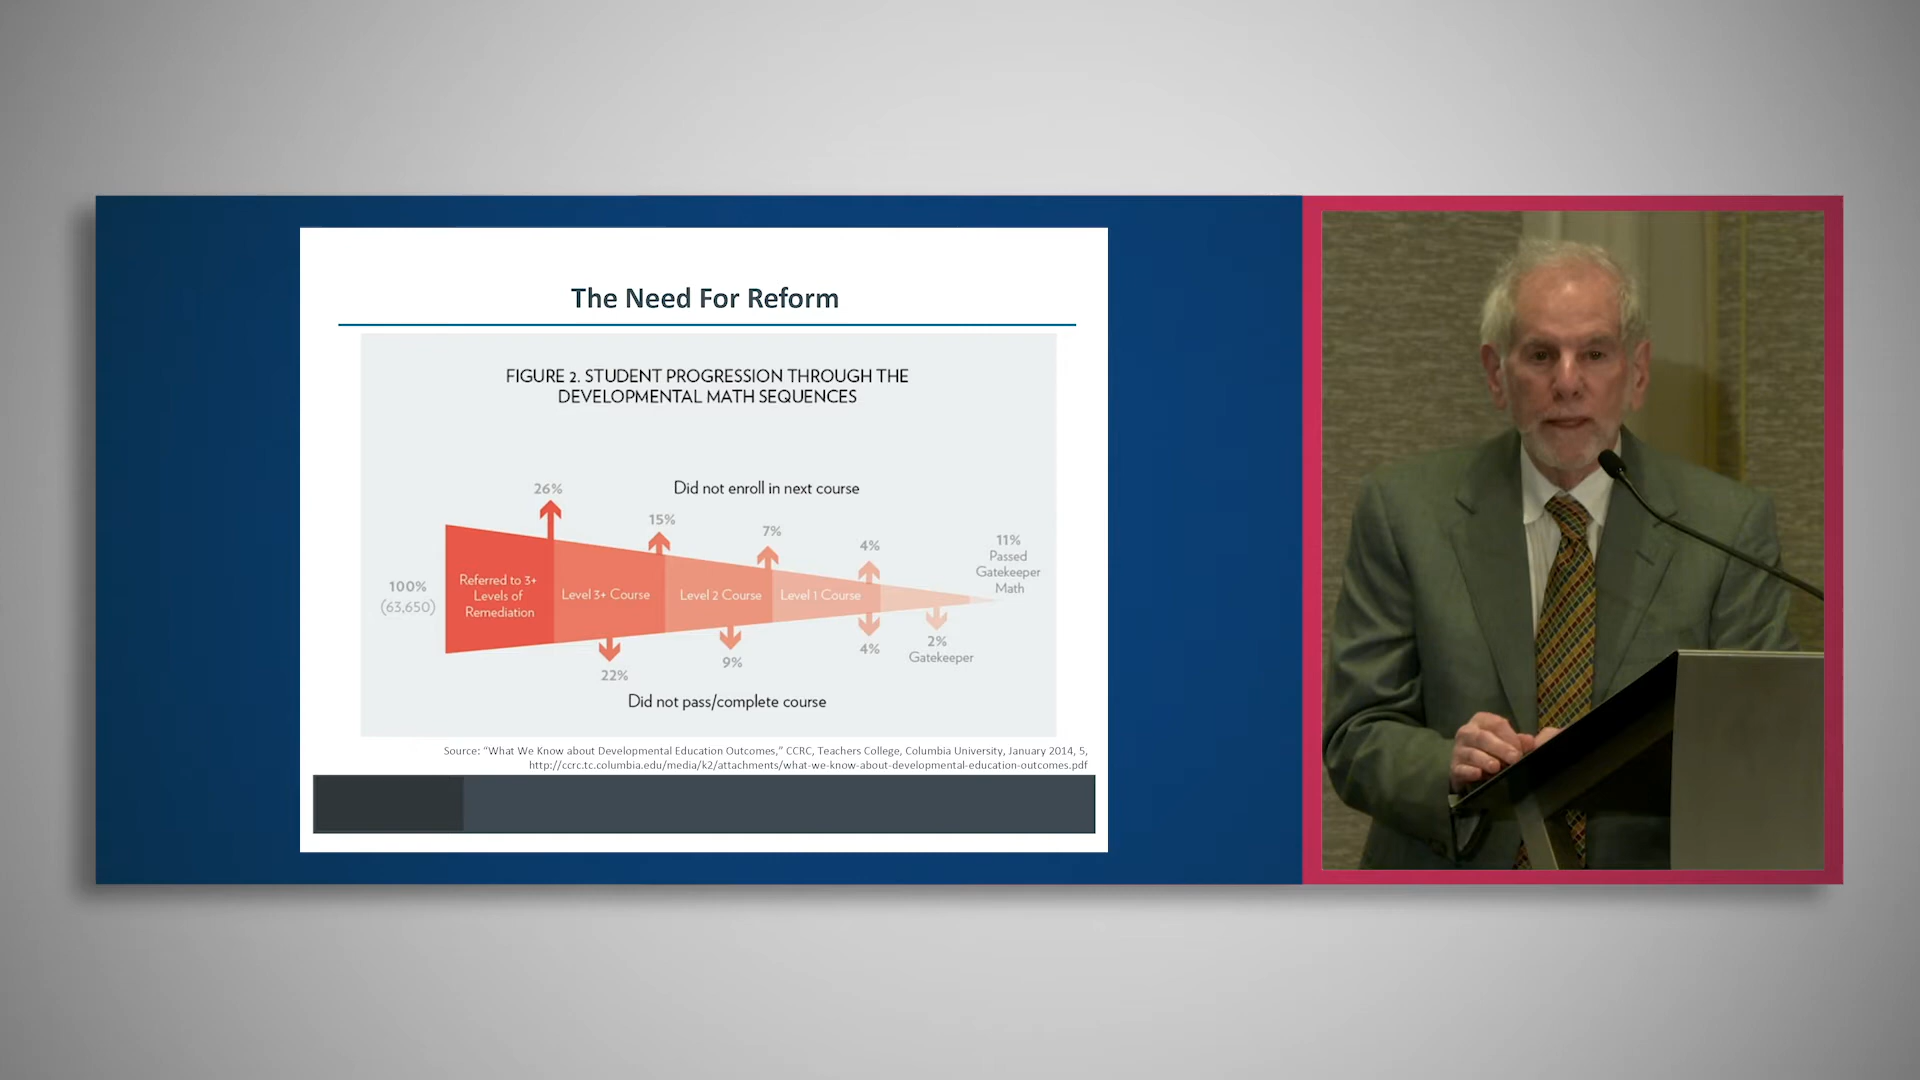 The Need For Reform
FIGURE 2. STUDENT PROGRESSION THROUGH THE
DEVELOPMENTAL MATH SEQUENCES
26%
Did not enroll in next course
15%
7%
4%
11%
Passed
Gatekeeper
Math
100%
(63,650)
Referred to 3+
Levels of
Remediation
Level 3+ Course
Level 2 Course
Level 1 Course
22%
9%
4%
2%
Gatekeeper
Did not pass/complete course
Source: “What We Know about Developmental Education Outcomes,” CCRC, Teachers College, Columbia University, January 2014, 5,
http://ccrc.tc.columbia.edu/media/k2/attachments/what-we-know-about-developmental-education-outcomes.pdf